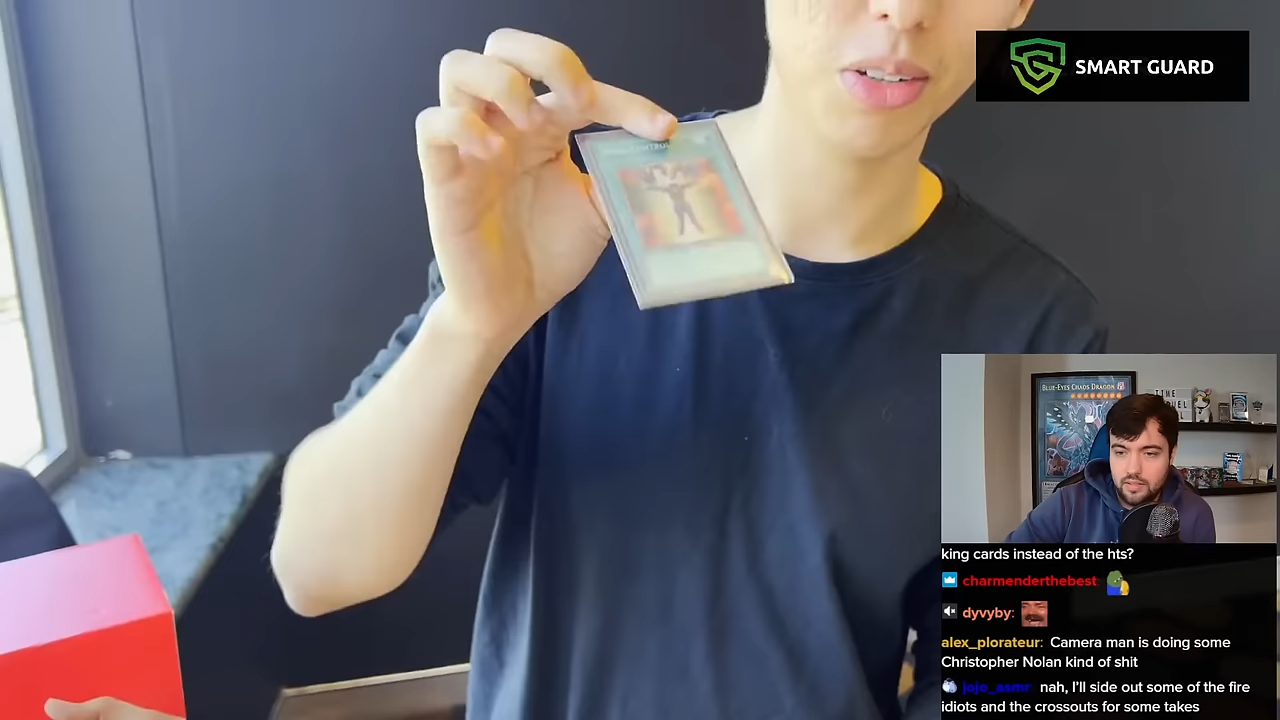 SMART GUARD
BLUE-EYES CHAOS DRAGON
king cards instead of the hts?
charmenderthebest:
dyvyby:
alex_plorateur: Camera man is doing some
Christopher Nolan kind of shit
jojo_asmr: nah, I'll side out some of the fire
idiots and the crossouts for some takes